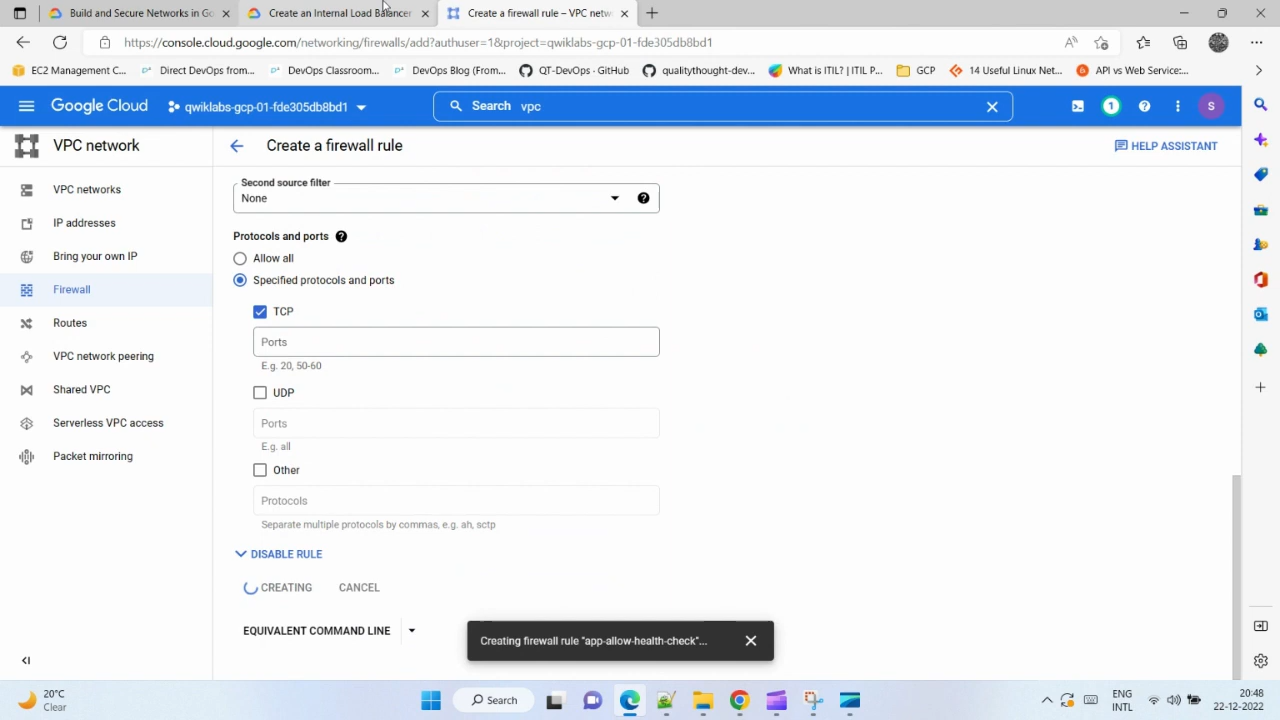 Build and Secure Networks in Go
Create an Internal Load Balancer
Create a firewall rule – VPC netw
https://console.cloud.google.com/networking/firewalls/add?authuser=1&project=qwiklabs-gcp-01-fde305db8bd1
EC2 Management C...
Direct DevOps from...
DevOps Classroom...
DevOps Blog (From...
QT-DevOps - GitHub
qualitythought-dev...
What is ITIL? | ITIL P...
GCP
14 Useful Linux Net...
API vs Web Service:...
Google Cloud
qwiklabs-gcp-01-fde305db8bd1
Search vpc
1
S
VPC network
Create a firewall rule
HELP ASSISTANT
VPC networks
IP addresses
Bring your own IP
Firewall
Routes
VPC network peering
Shared VPC
Serverless VPC access
Packet mirroring
Second source filter
None
Protocols and ports
Allow all
Specified protocols and ports
TCP
Ports
E.g. 20, 50-60
UDP
Ports
E.g. all
Other
Protocols
Separate multiple protocols by commas, e.g. ah, sctp
DISABLE RULE
CREATING CANCEL
EQUIVALENT COMMAND LINE
Creating firewall rule "app-allow-health-check"...
20°C
Clear
Search
ENG
INTL
20:48
22-12-2022